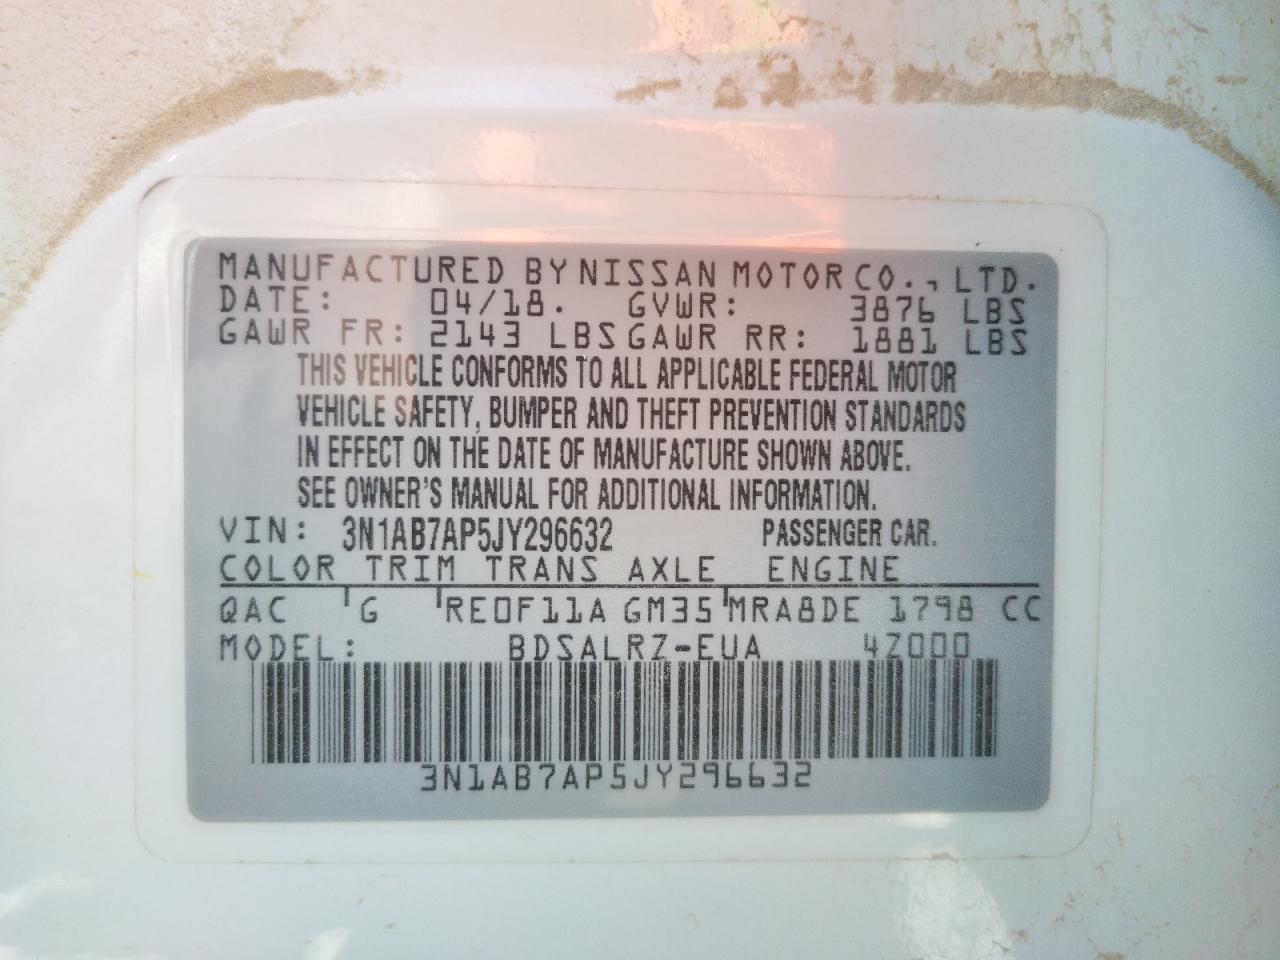 MANUFACTURED BY NISSAN MOTOR CO., LTD.
DATE: 04/18. GVWR: 3876 LBS
GAWR FR: 2143 LBS GAWR RR: 1881 LBS
THIS VEHICLE CONFORMS TO ALL APPLICABLE FEDERAL MOTOR
VEHICLE SAFETY, BUMPER AND THEFT PREVENTION STANDARDS
IN EFFECT ON THE DATE OF MANUFACTURE SHOWN ABOVE.
SEE OWNER'S MANUAL FOR ADDITIONAL INFORMATION.
VIN: 3N1AB7AP5JY296632 PASSENGER CAR.
COLOR TRIM TRANS AXLE ENGINE
QAC G RE0F11A GM35 MRA8DE 1798 CC
MODEL: BDSALRZ-EUA 4Z000
3N1AB7AP5JY296632